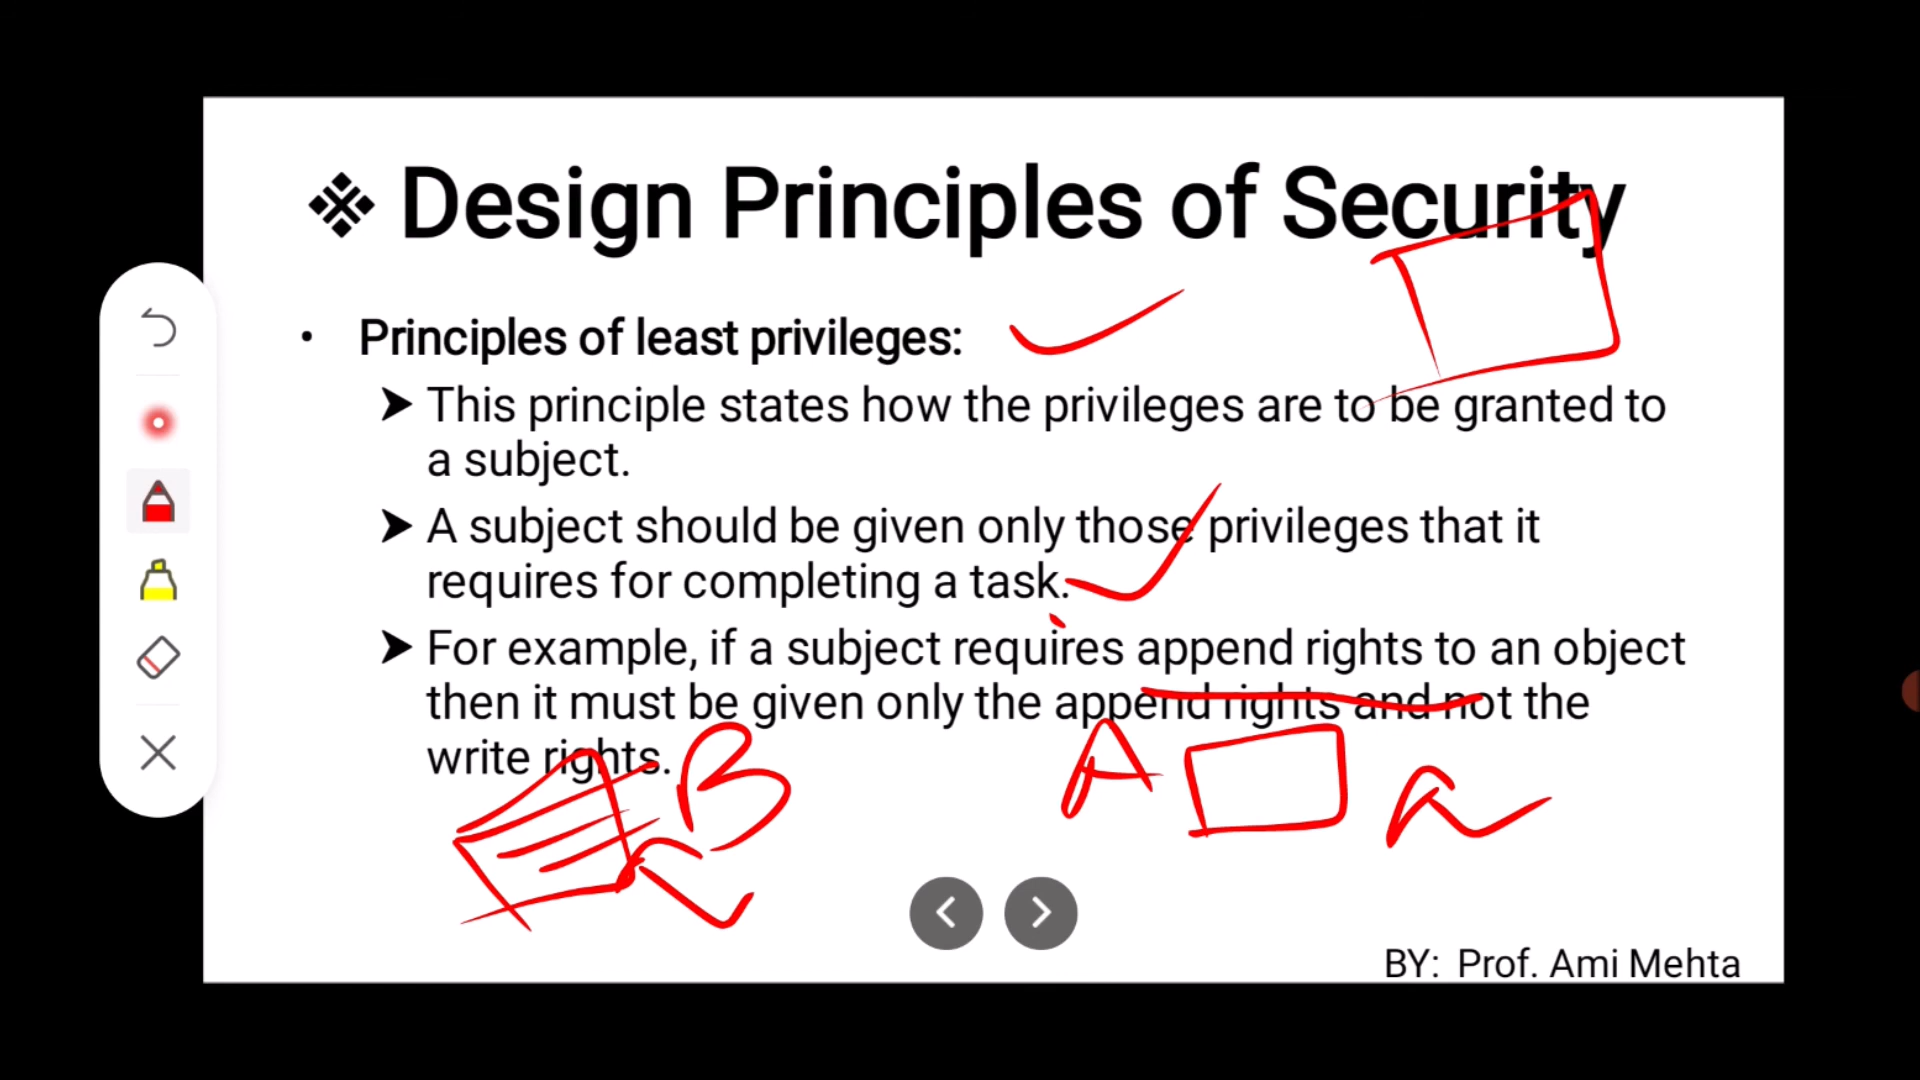 ❖ Design Principles of Security
• Principles of least privileges:
➤ This principle states how the privileges are to be granted to
a subject.
➤ A subject should be given only those privileges that it
requires for completing a task.
➤ For example, if a subject requires append rights to an object
then it must be given only the append rights and not the
write rights.
B
A
BY: Prof. Ami Mehta